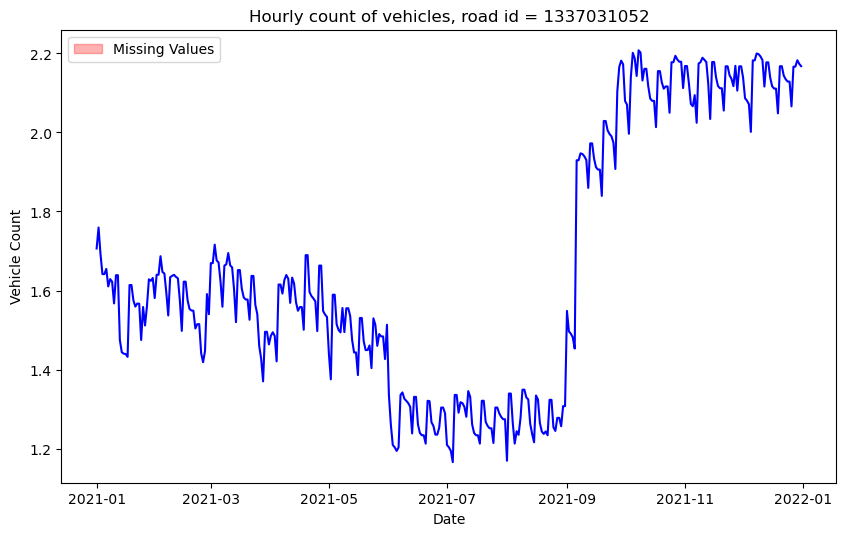 Hourly count of vehicles, road id = 1337031052
Missing Values
Vehicle Count
2.2
2.0
1.8
1.6
1.4
1.2
2021-01 2021-03 2021-05 2021-07 2021-09 2021-11 2022-01
Date